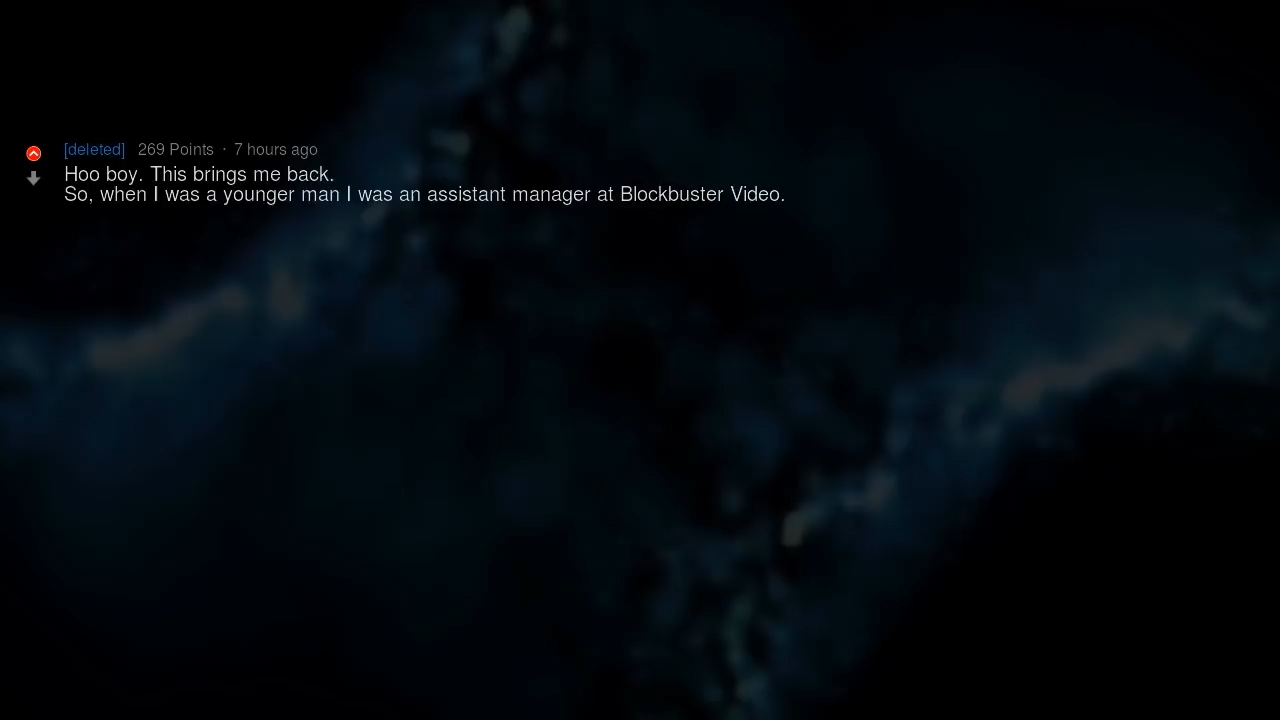 [deleted] 269 Points · 7 hours ago
Hoo boy. This brings me back.
So, when I was a younger man I was an assistant manager at Blockbuster Video.